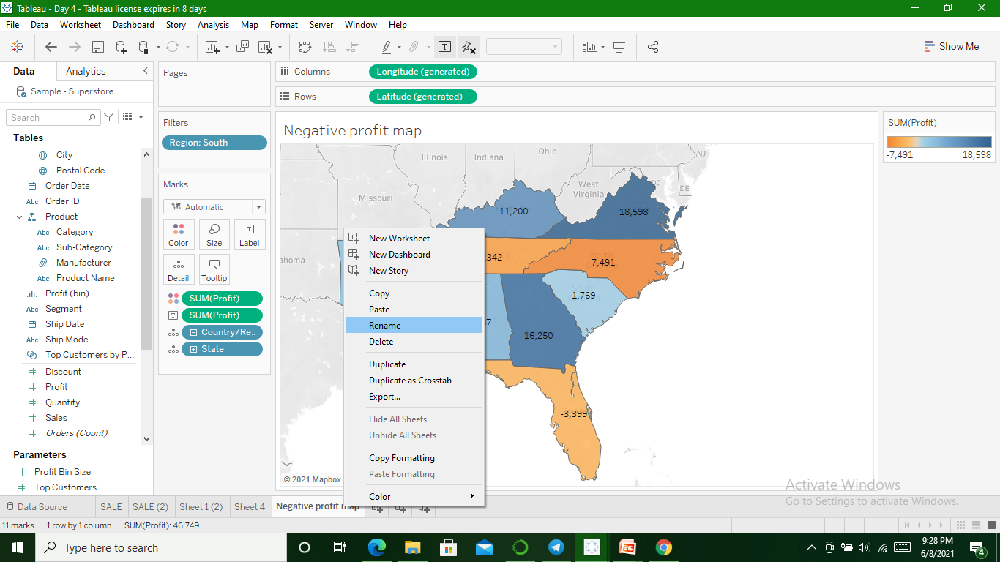 Tableau - Day 4 - Tableau license expires in 8 days
File Data Worksheet Dashboard Story Analysis Map Format Server Window Help
Show Me
Data Analytics
Sample - Superstore
Search
Tables
City
Postal Code
Order Date
Abc Order ID
Product
Abc Category
Abc Sub-Category
Manufacturer
Abc Product Name
Profit (bin)
Abc Segment
Ship Date
Abc Ship Mode
Top Customers by P...
Discount
Profit
Quantity
Sales
Orders (Count)
Parameters
Profit Bin Size
Top Customers
Pages
Filters
Region: South
Marks
Automatic
Color Size Label
Detail Tooltip
SUM(Profit)
SUM(Profit)
Country/Re..
State
Columns Longitude (generated)
Rows Latitude (generated)
Negative profit map
Illinois Indiana Ohio NJ
Missouri West Virginia DC DE
11,200 18,598
ahoma ,342 -7,491
1,769
37 16,250
-3,399
© 2021 Mapbox
New Worksheet
New Dashboard
New Story
Copy
Paste
Rename
Delete
Duplicate
Duplicate as Crosstab
Export...
Hide All Sheets
Unhide All Sheets
Copy Formatting
Paste Formatting
Color
SUM(Profit)
-7,491 18,598
Activate Windows
Go to Settings to activate Windows.
Data Source SALE SALE (2) Sheet 1 (2) Sheet 4 Negative profit map
11 marks 1 row by 1 column SUM(Profit): 46,749
Type here to search
9:28 PM
6/8/2021
4